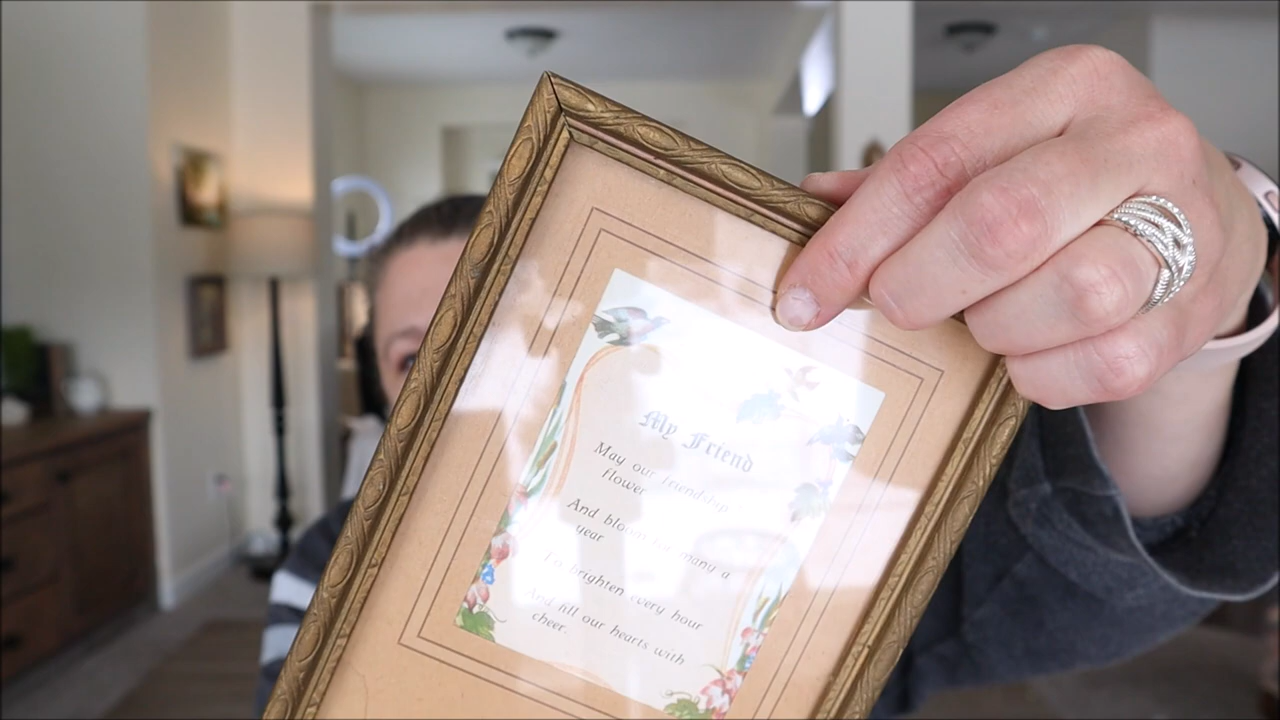 My Friend
May our friendship
flower
And bloom for many a
year
To brighten every hour
And fill our hearts with
cheer.